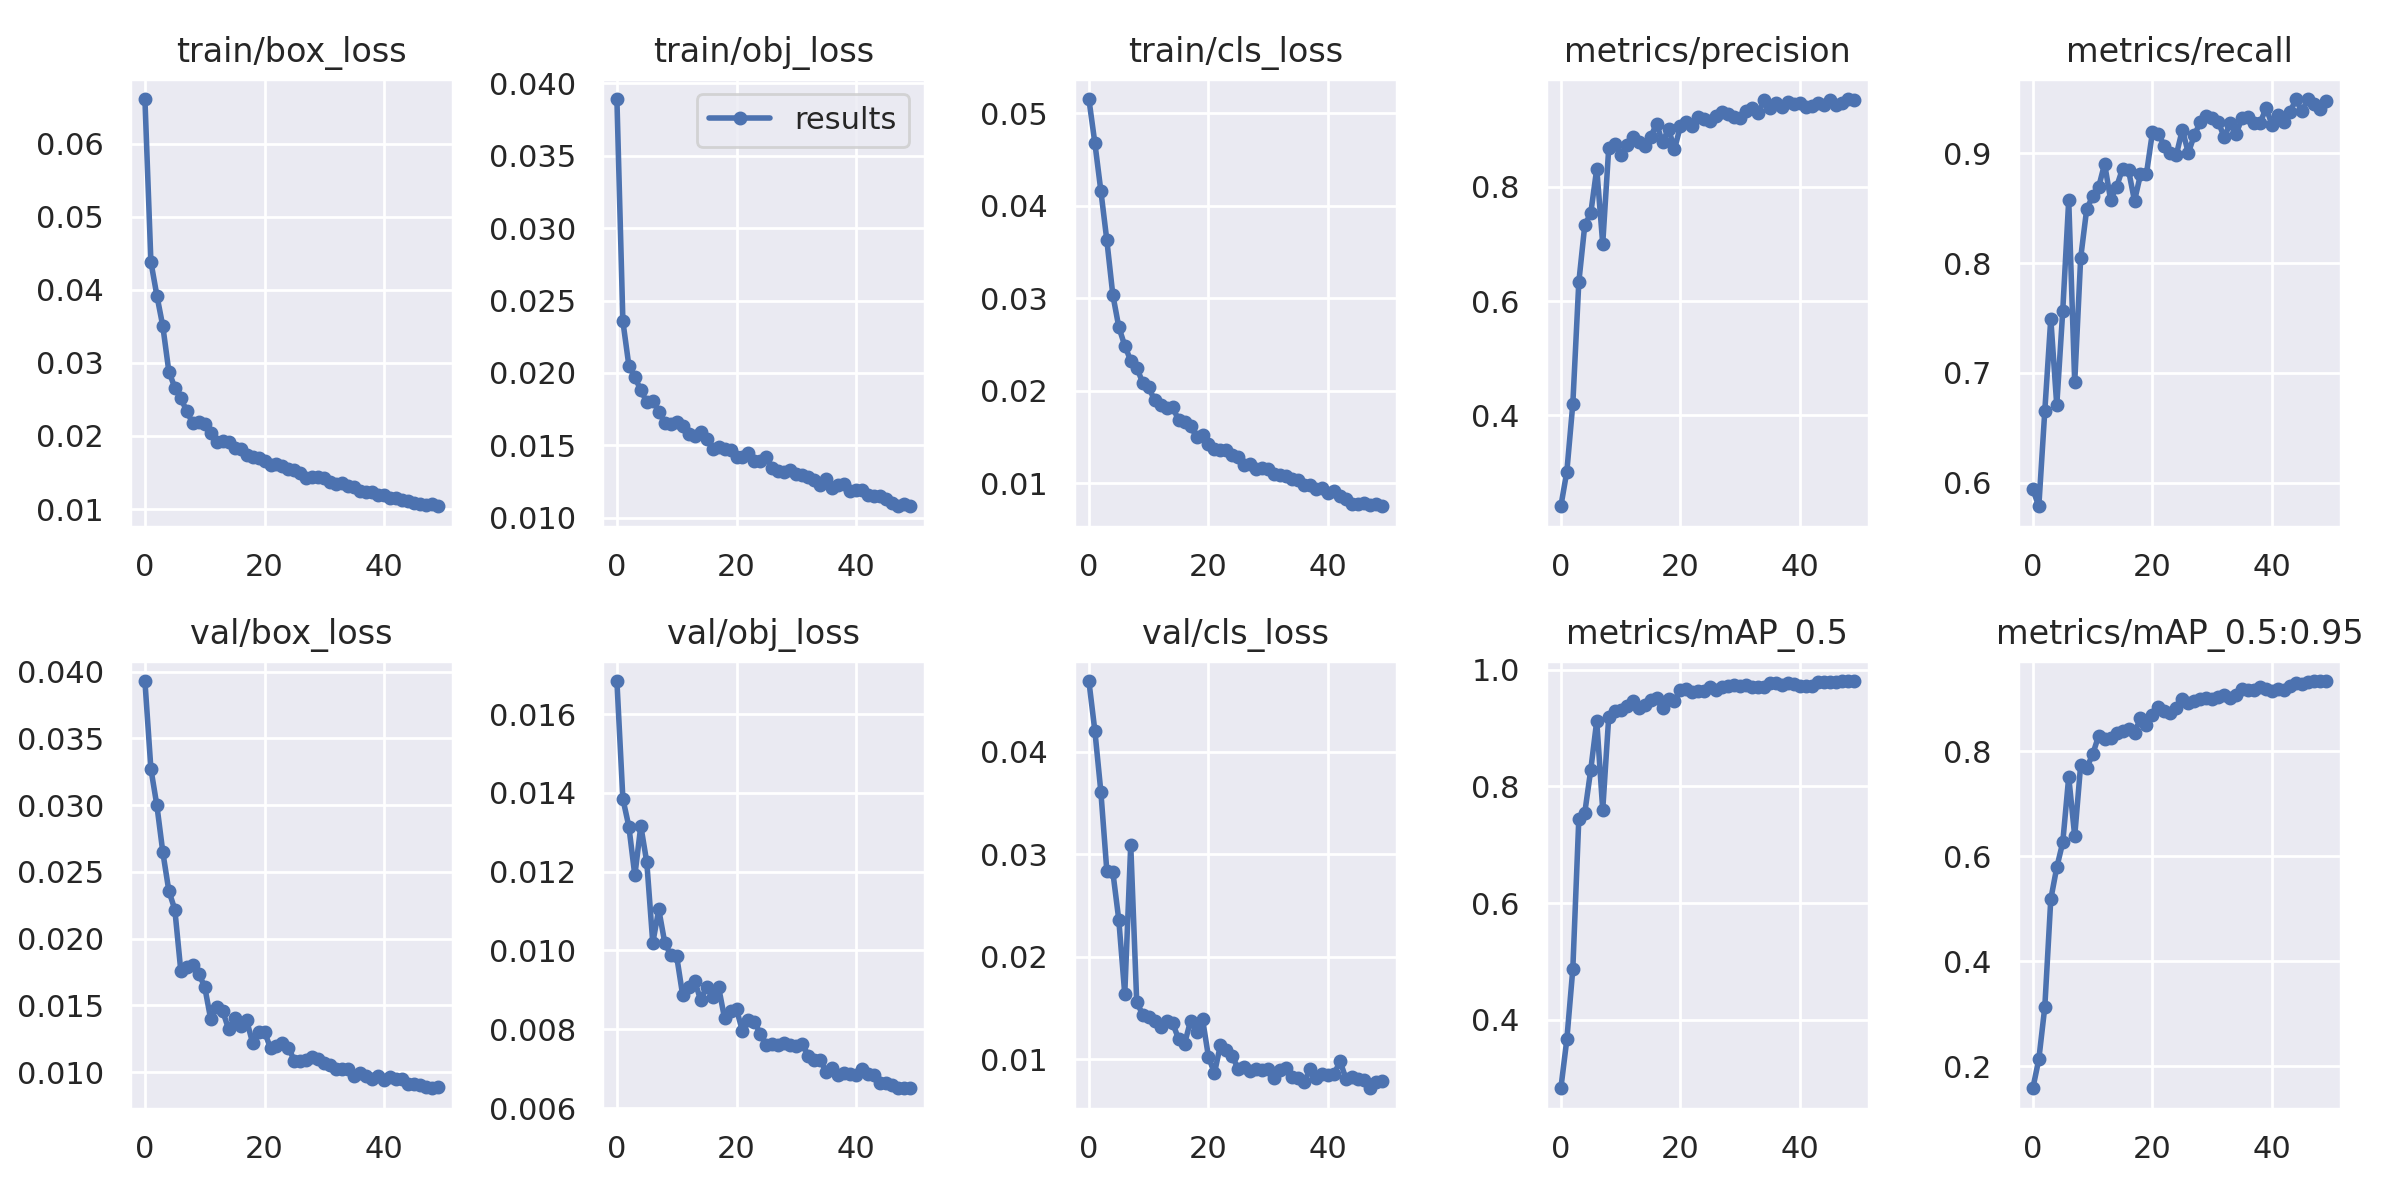 train/box_loss
0.06
0.05
0.04
0.03
0.02
0.01
0 20 40
train/obj_loss
results
0.040
0.035
0.030
0.025
0.020
0.015
0.010
0 20 40
train/cls_loss
0.05
0.04
0.03
0.02
0.01
0 20 40
metrics/precision
0.8
0.6
0.4
0 20 40
metrics/recall
0.9
0.8
0.7
0.6
0 20 40
val/box_loss
0.040
0.035
0.030
0.025
0.020
0.015
0.010
0 20 40
val/obj_loss
0.016
0.014
0.012
0.010
0.008
0.006
0 20 40
val/cls_loss
0.04
0.03
0.02
0.01
0 20 40
metrics/mAP_0.5
1.0
0.8
0.6
0.4
0 20 40
metrics/mAP_0.5:0.95
0.8
0.6
0.4
0.2
0 20 40